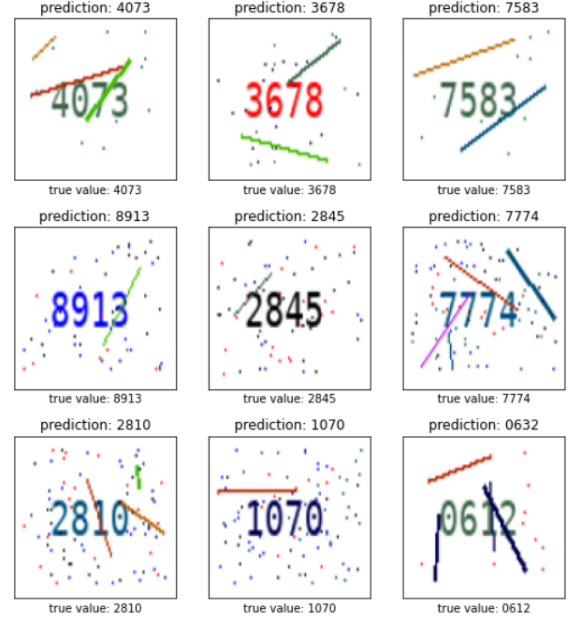 prediction: 4073 prediction: 3678 prediction: 7583
4073 3678 7583
true value: 4073 true value: 3678 true value: 7583
prediction: 8913 prediction: 2845 prediction: 7774
8913 2845 7774
true value: 8913 true value: 2845 true value: 7774
prediction: 2810 prediction: 1070 prediction: 0632
2810 1070 0612
true value: 2810 true value: 1070 true value: 0612